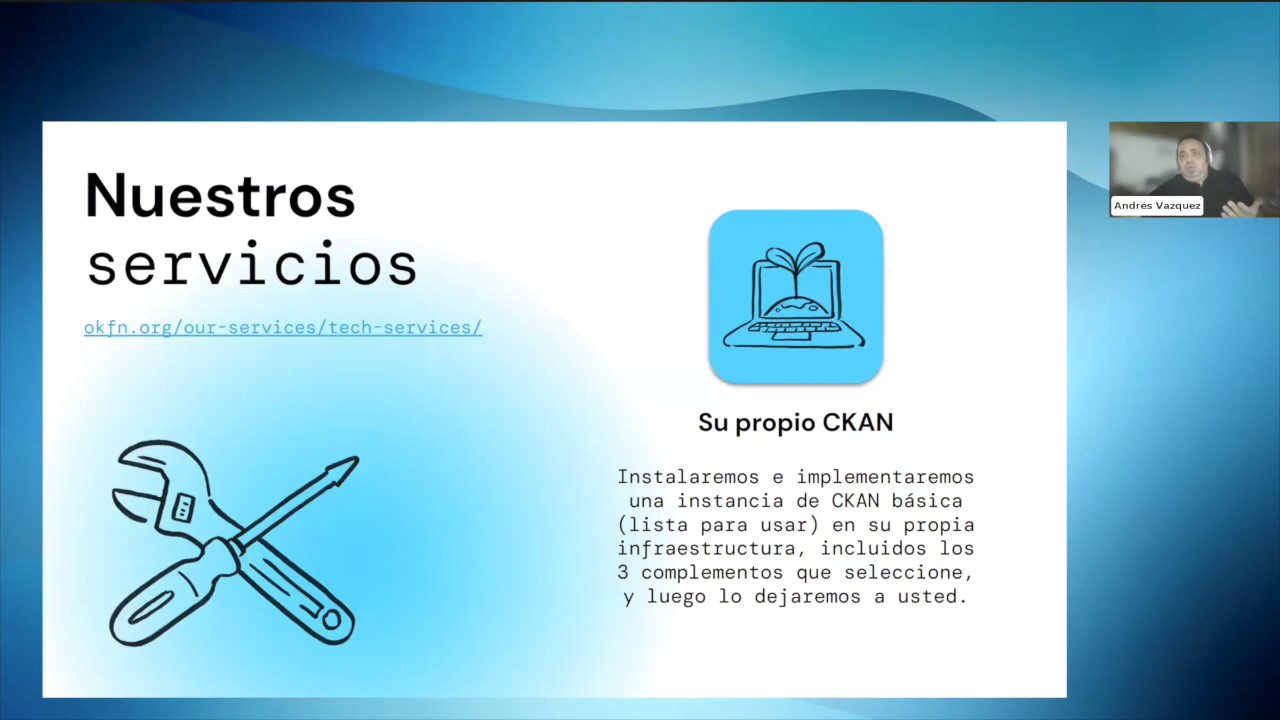 Nuestros
servicios
okfn.org/our-services/tech-services/
Su propio CKAN
Instalaremos e implementaremos
una instancia de CKAN básica
(lista para usar) en su propia
infraestructura, incluidos los
3 complementos que seleccione,
y luego lo dejaremos a usted.
Andrés Vazquez